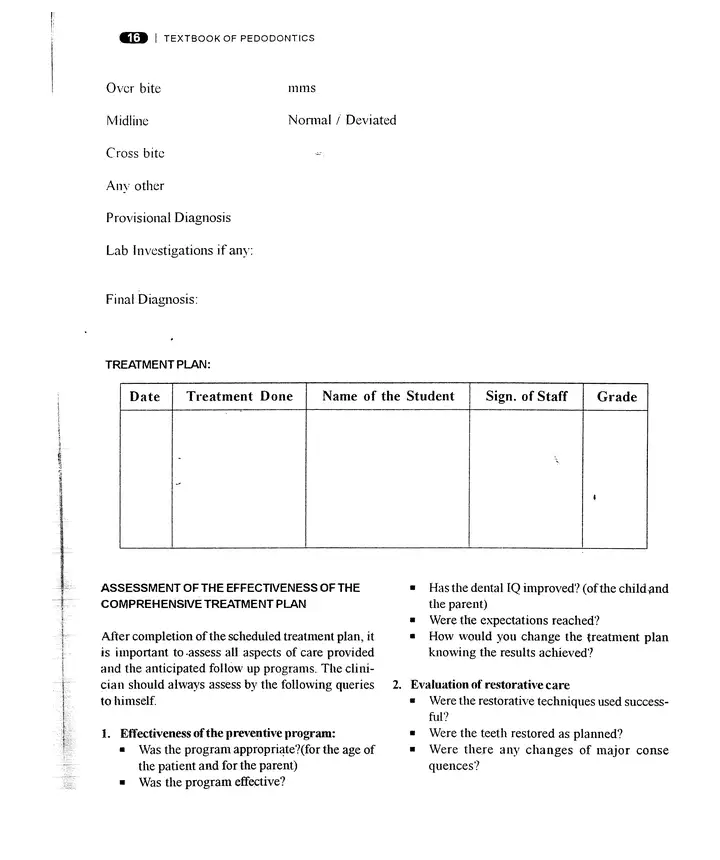 16 | TEXTBOOK OF PEDODONTICS
Over bite mms
Midline Normal / Deviated
Cross bite
Any other
Provisional Diagnosis
Lab Investigations if any:
Final Diagnosis:
TREATMENT PLAN:
Date Treatment Done Name of the Student Sign. of Staff Grade
ASSESSMENT OF THE EFFECTIVENESS OF THE
COMPREHENSIVE TREATMENT PLAN
After completion of the scheduled treatment plan, it
is important to assess all aspects of care provided
and the anticipated follow up programs. The clini-
cian should always assess by the following queries
to himself.
1. Effectiveness of the preventive program:
▪ Was the program appropriate?(for the age of
the patient and for the parent)
▪ Was the program effective?
▪ Has the dental IQ improved? (of the child and
the parent)
▪ Were the expectations reached?
▪ How would you change the treatment plan
knowing the results achieved?
2. Evaluation of restorative care
▪ Were the restorative techniques used success-
ful?
▪ Were the teeth restored as planned?
▪ Were there any changes of major conse
quences?